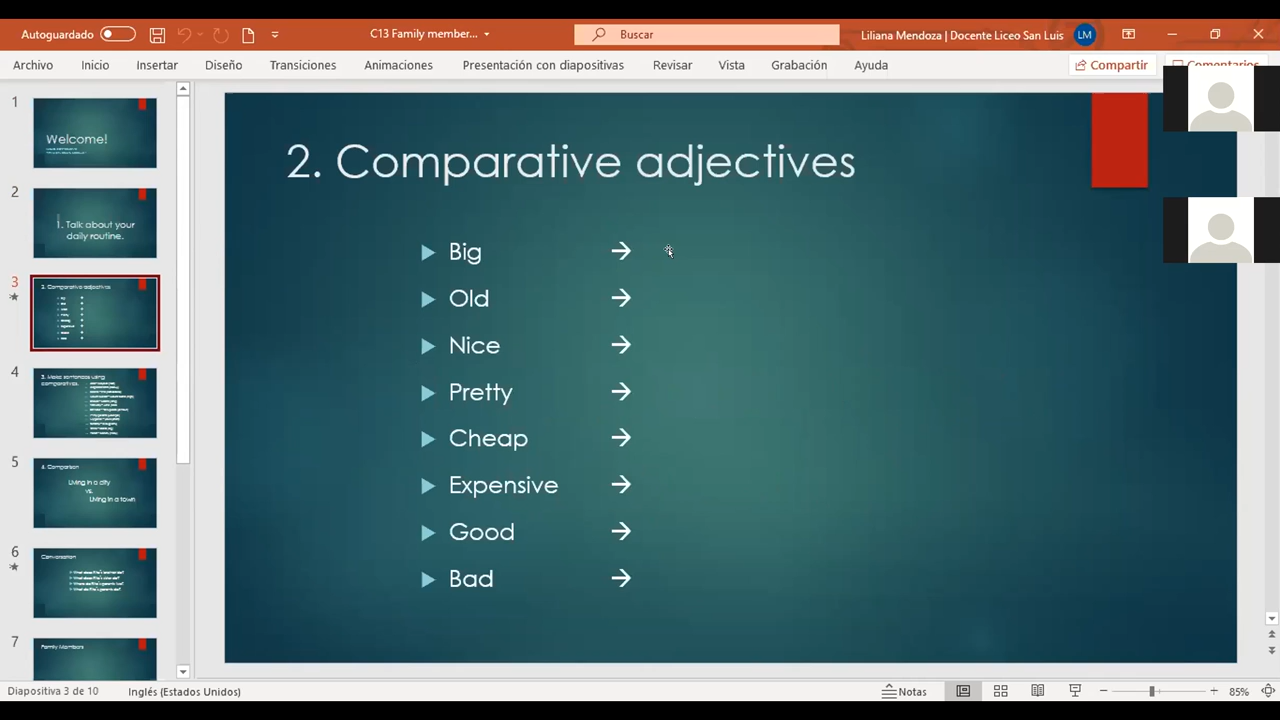 Autoguardado
C13 Family member...
Buscar
Liliana Mendoza | Docente Liceo San Luis
LM
Archivo
Inicio
Insertar
Diseño
Transiciones
Animaciones
Presentación con diapositivas
Revisar
Vista
Grabación
Ayuda
Compartir
Comentarios
1
Welcome!
2
1. Talk about your
daily routine.
3
2. Comparative adjectives
4
3. Make sentences using
comparatives.
5
4. Comparison
Living in a city
vs.
Living in a town
6
Conversation
7
Family Members
2. Comparative adjectives
Big →
Old →
Nice →
Pretty →
Cheap →
Expensive →
Good →
Bad →
Diapositiva 3 de 10
Inglés (Estados Unidos)
Notas
85%